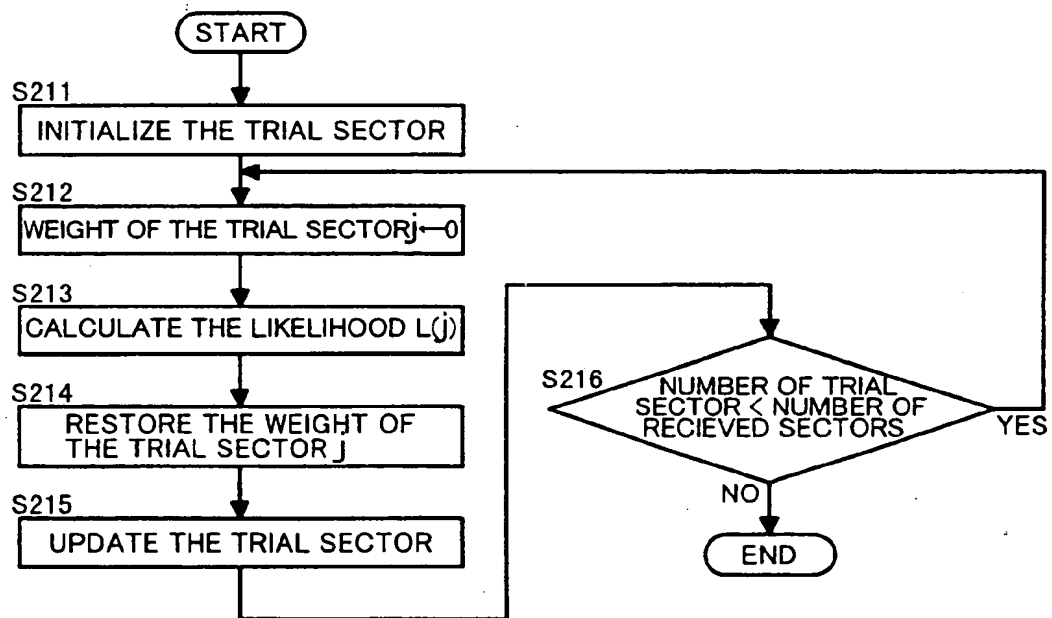 START
S211
INITIALIZE THE TRIAL SECTOR
S212
WEIGHT OF THE TRIAL SECTOR j←0
S213
CALCULATE THE LIKELIHOOD L(j)
S214
RESTORE THE WEIGHT OF
THE TRIAL SECTOR j
S215
UPDATE THE TRIAL SECTOR
S216
NUMBER OF TRIAL
SECTOR < NUMBER OF
RECIEVED SECTORS
YES
NO
END